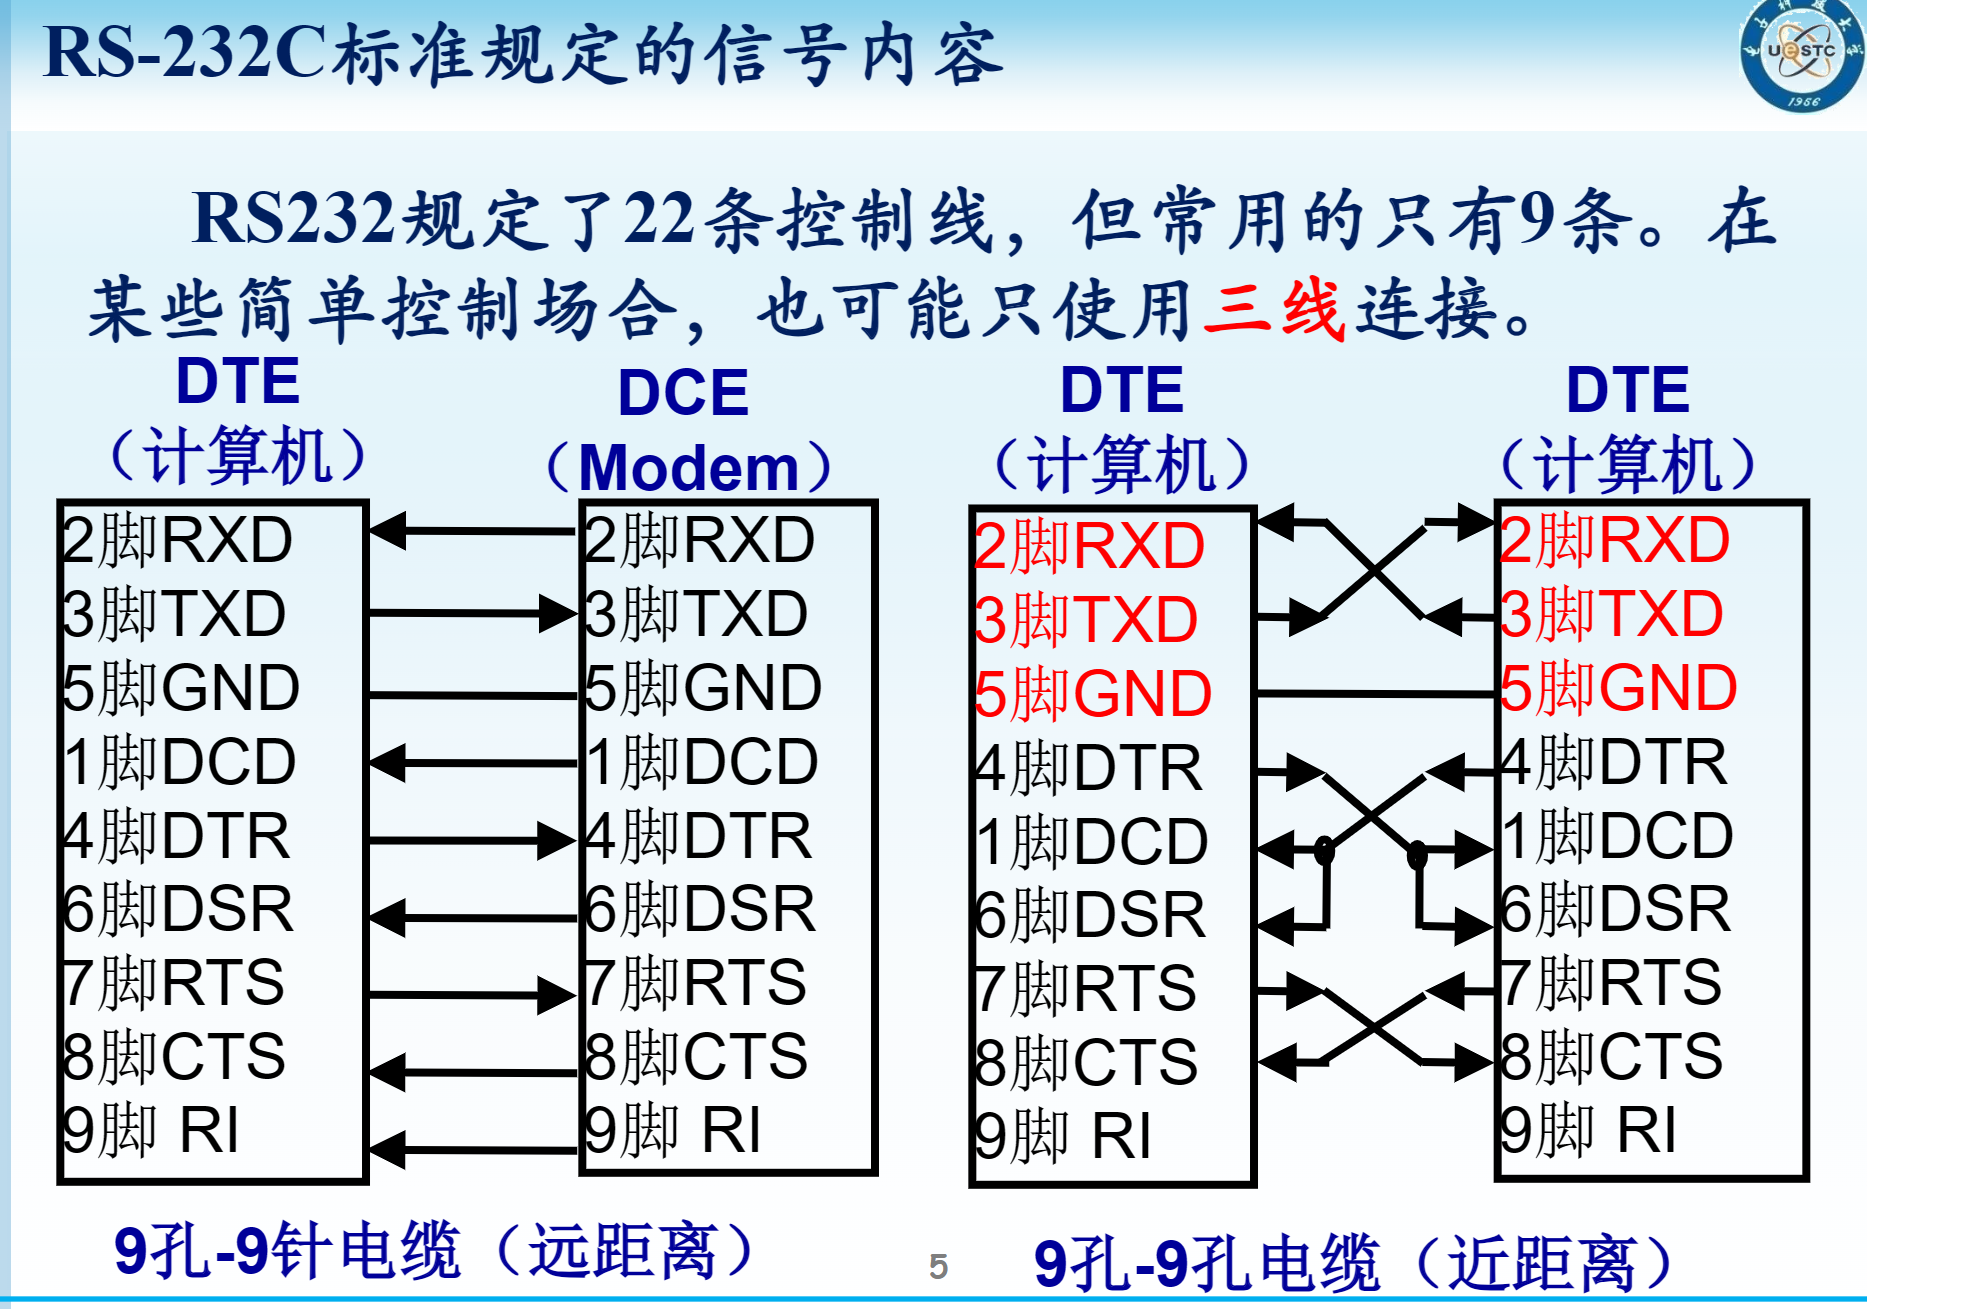 RS-232C标准规定的信号内容
UESTC
1956
RS232规定了22条控制线，但常用的只有9条。在
某些简单控制场合，也可能只使用三线连接。
DTE
（计算机）
DCE
（Modem）
DTE
（计算机）
DTE
（计算机）
2脚RXD
3脚TXD
5脚GND
1脚DCD
4脚DTR
6脚DSR
7脚RTS
8脚CTS
9脚 RI
2脚RXD
3脚TXD
5脚GND
1脚DCD
4脚DTR
6脚DSR
7脚RTS
8脚CTS
9脚 RI
2脚RXD
3脚TXD
5脚GND
4脚DTR
1脚DCD
6脚DSR
7脚RTS
8脚CTS
9脚 RI
2脚RXD
3脚TXD
5脚GND
4脚DTR
1脚DCD
6脚DSR
7脚RTS
8脚CTS
9脚 RI
9孔-9针电缆（远距离）
5
9孔-9孔电缆（近距离）